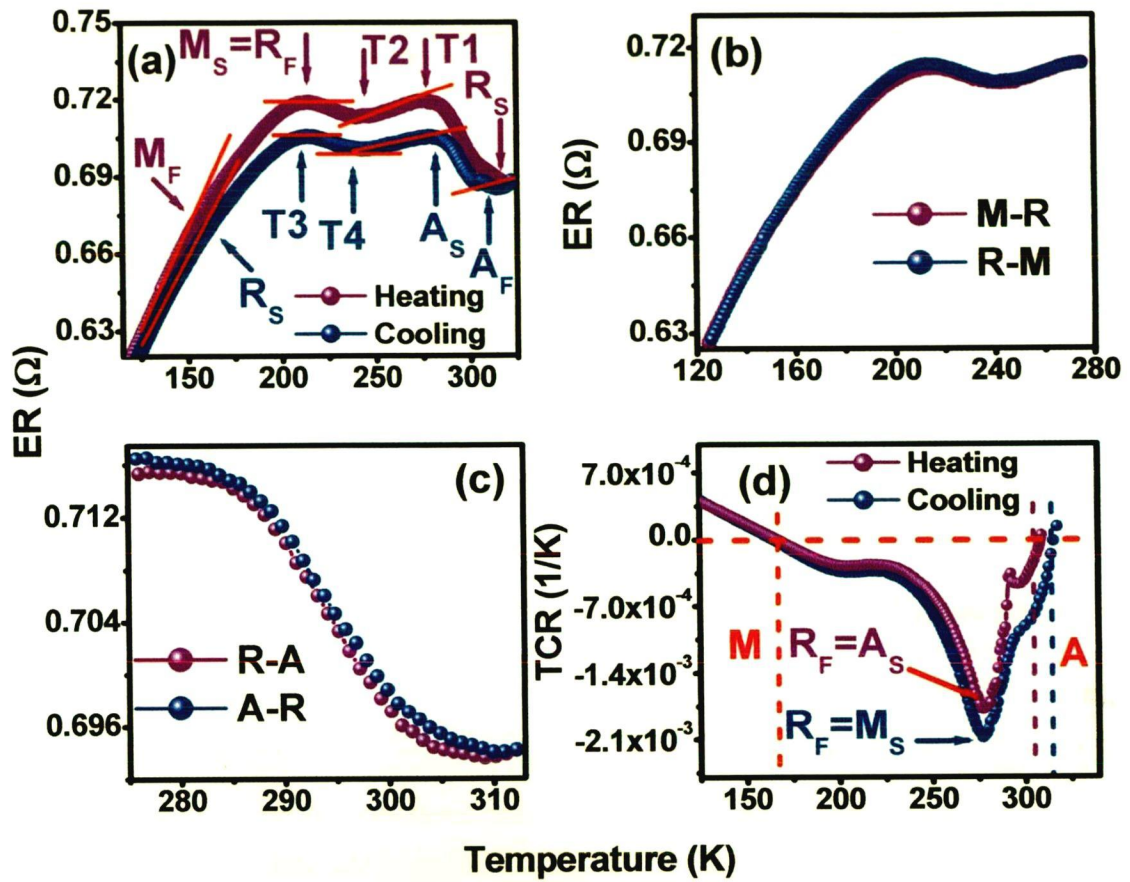 (a)
M_S=R_F
T2
T1
R_S
M_F
T3
T4
A_S
A_F
R_S
Heating
Cooling
0.75
0.72
0.69
0.66
0.63
150 200 250 300
(b)
M-R
R-M
0.72
0.69
0.66
0.63
120 160 200 240 280
ER (Ω)
ER (Ω)
(c)
R-A
A-R
0.712
0.704
0.696
280 290 300 310
(d)
Heating
Cooling
7.0x10⁻⁴
0.0
-7.0x10⁻⁴
-1.4x10⁻³
-2.1x10⁻³
TCR (1/K)
M
R_F=A_S
A
R_F=M_S
150 200 250 300
Temperature (K)